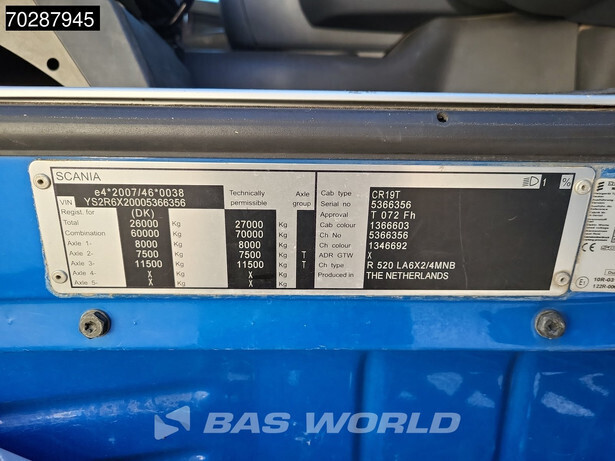 70287945
SCANIA
e4*2007/46*0038
VIN YS2R6X20005366356
Technically permissible
Axle group
Regist. for (DK)
Total 26000 Kg 27000 Kg
Combination 60000 Kg 70000 Kg
Axle 1- 8000 Kg 8000 Kg
Axle 2- 7500 Kg 7500 Kg T
Axle 3- 11500 Kg 11500 Kg T
Axle 4- X Kg X Kg
Axle 5- X Kg X Kg
1 %
Cab type CR19T
Serial no 5366356
Approval T 072 Fh
Cab colour 1366603
Ch No 5366356
Ch colour 1346692
ADR GTW X
Ch type R 520 LA6X2/4MNB
Produced in THE NETHERLANDS
10R-03
BAS WORLD